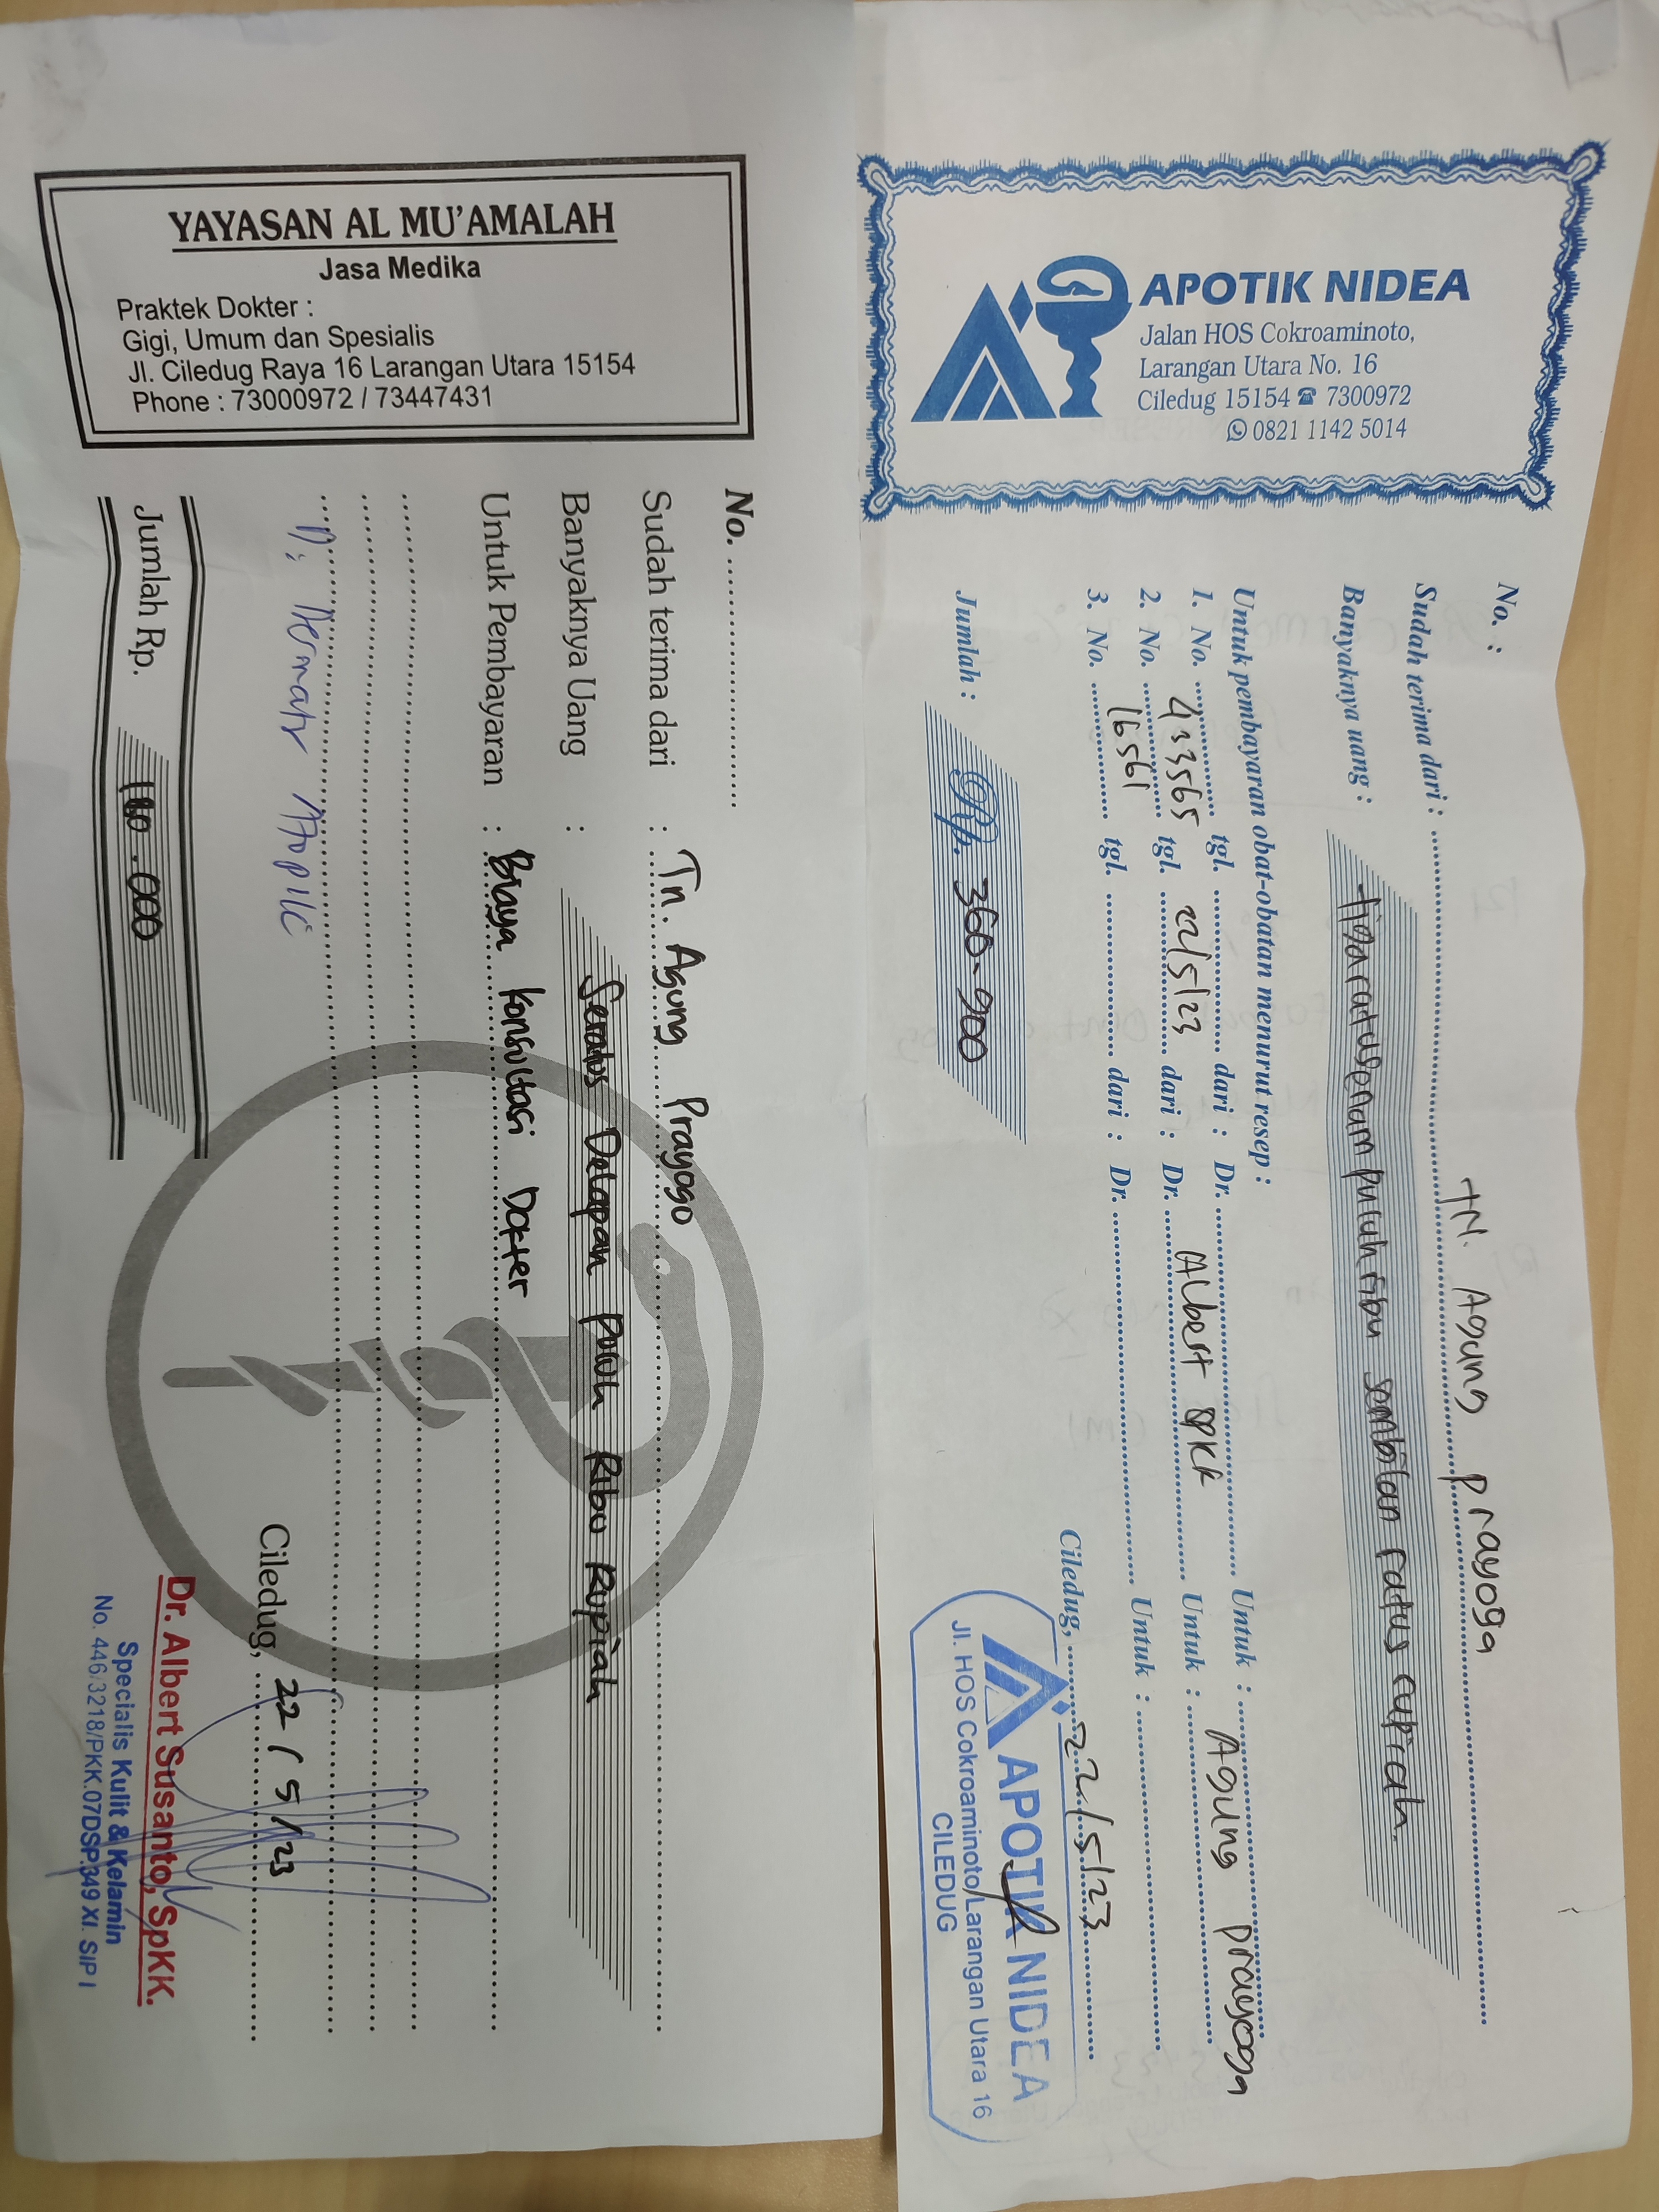 APOTIK NIDEA
Jalan HOS Cokroaminoto,
Larangan Utara No. 16
Ciledug 15154 ☎ 7300972
0821 1142 5014
No. :
Sudah terima dari : TN. Agung Prayoga
Banyaknya uang : tigaratusenampuluhribu sembilan ratus rupiah.
Untuk pembayaran obat-obatan menurut resep :
1. No. 433565 tgl. dari : Dr. Untuk : Agung Prayoga
2. No. 16561 tgl. 22/5/23 dari : Dr. Albert SPKK Untuk :
3. No. tgl. dari : Dr. Untuk :
Jumlah : Rp. 360.900
Ciledug, 22/5/23
APOTIK NIDEA
Jl. HOS Cokroaminoto/Larangan Utara 16
CILEDUG
YAYASAN AL MU'AMALAH
Jasa Medika
Praktek Dokter :
Gigi, Umum dan Spesialis
Jl. Ciledug Raya 16 Larangan Utara 15154
Phone : 73000972 / 73447431
No.
Sudah terima dari : Tn. Agung Prayogo
Banyaknya Uang : Seratus Delapan Puluh Ribu Rupiah
Untuk Pembayaran : Biaya Konsultasi Dokter
D: Dermatr Atopic
Jumlah Rp. 180.000
Ciledug, 22/5/23
Dr. Albert Susanto, SpKK.
Specialis Kulit & Kelamin
No. 446/3218/PKK.07DSP.349 XI. SIP I